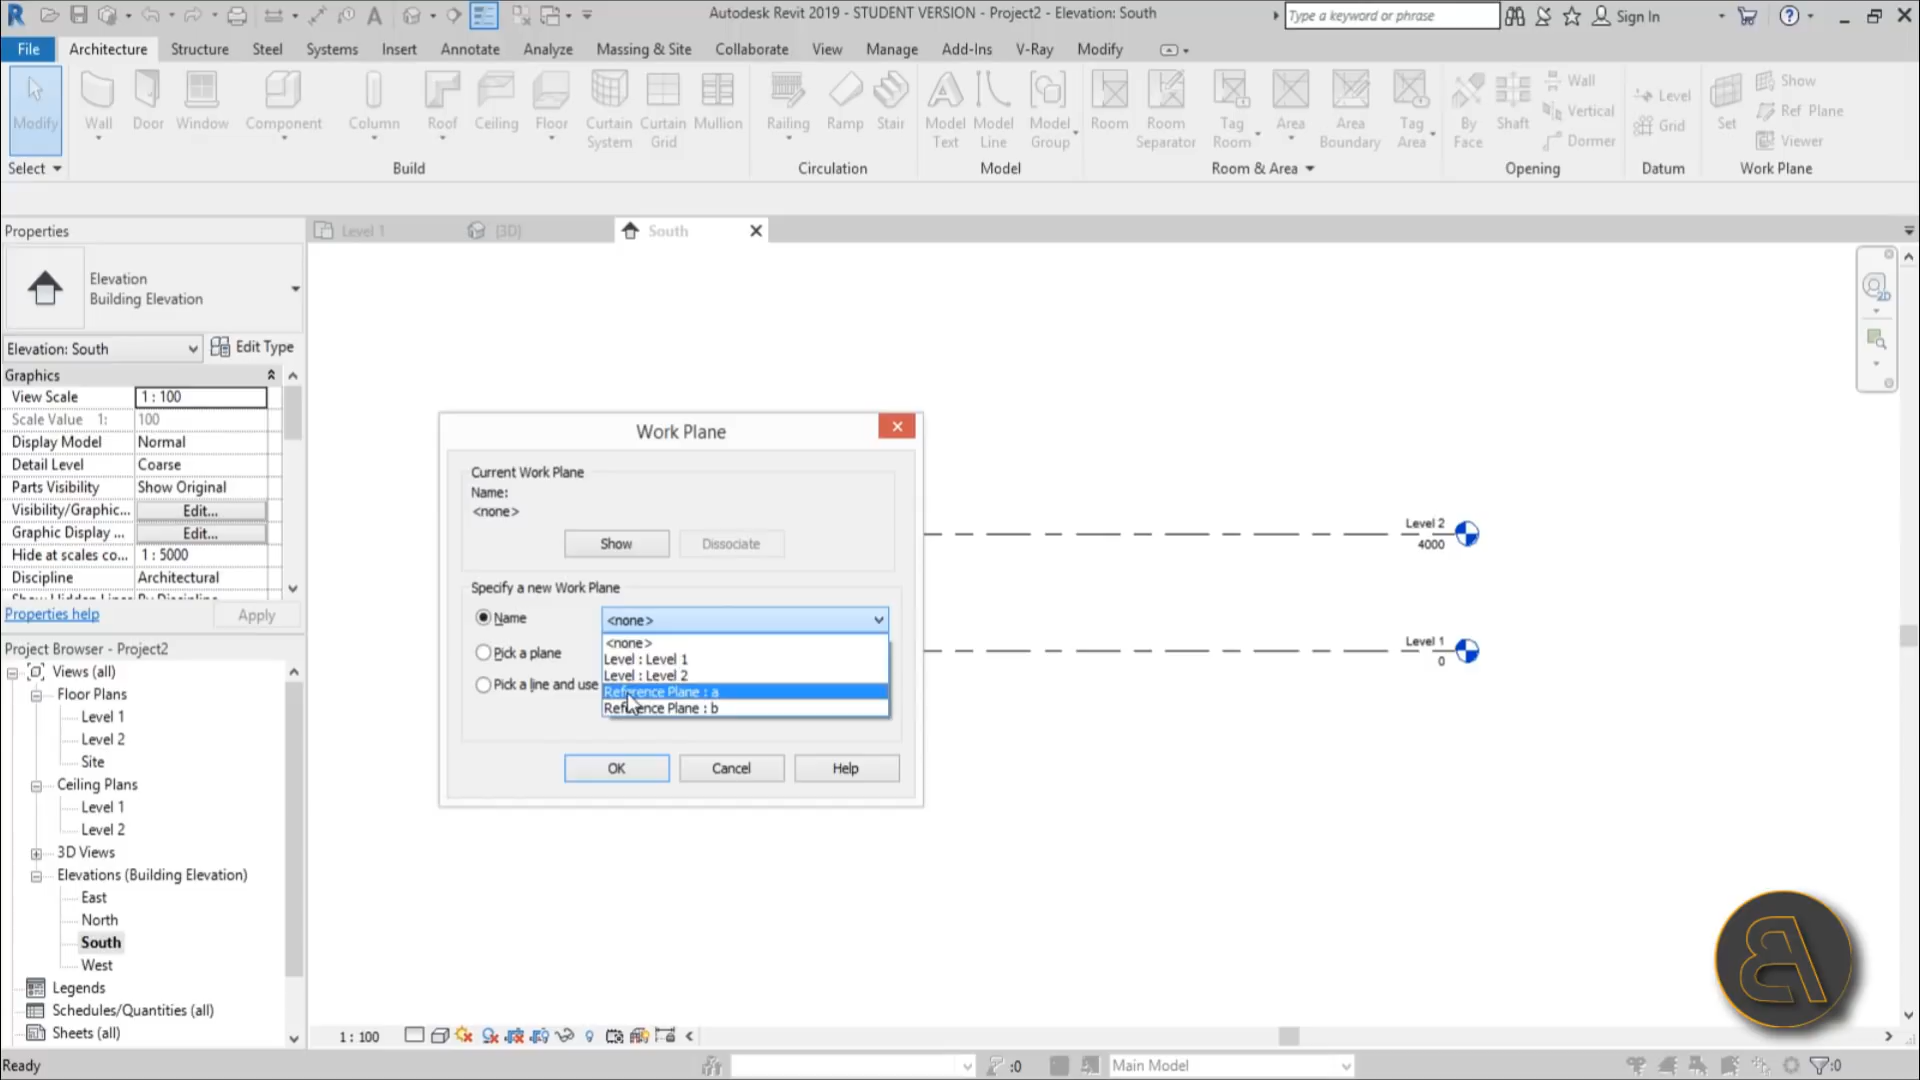 Autodesk Revit 2019 - STUDENT VERSION - Project2 - Elevation: South
Type a keyword or phrase
Sign In
File Architecture Structure Steel Systems Insert Annotate Analyze Massing & Site Collaborate View Manage Add-Ins V-Ray Modify
Modify
Wall Door Window Component Column Roof Ceiling Floor Curtain System Curtain Grid Mullion
Railing Ramp Stair
Model Text Model Line Model Group
Room Room Separator Tag Room Area Area Boundary Tag Area
By Face Shaft Wall Vertical Dormer
Level Grid
Set Show Ref Plane Viewer
Select Build Circulation Model Room & Area Opening Datum Work Plane
Properties
Level 1 {3D} South
Elevation
Building Elevation
Elevation: South Edit Type
Graphics
View Scale 1 : 100
Scale Value 1: 100
Display Model Normal
Detail Level Coarse
Parts Visibility Show Original
Visibility/Graphic... Edit...
Graphic Display ... Edit...
Hide at scales co... 1 : 5000
Discipline Architectural
Properties help Apply
Project Browser - Project2
Views (all)
Floor Plans
Level 1
Level 2
Site
Ceiling Plans
Level 1
Level 2
3D Views
Elevations (Building Elevation)
East
North
South
West
Legends
Schedules/Quantities (all)
Sheets (all)
Work Plane
Current Work Plane
Name:
<none>
Show Dissociate
Specify a new Work Plane
Name <none>
<none>
Level : Level 1
Level : Level 2
Reference Plane : a
Reference Plane : b
Pick a plane
Pick a line and use
OK Cancel Help
Level 2
4000
Level 1
0
2D
1 : 100
Ready
:0
Main Model
:0